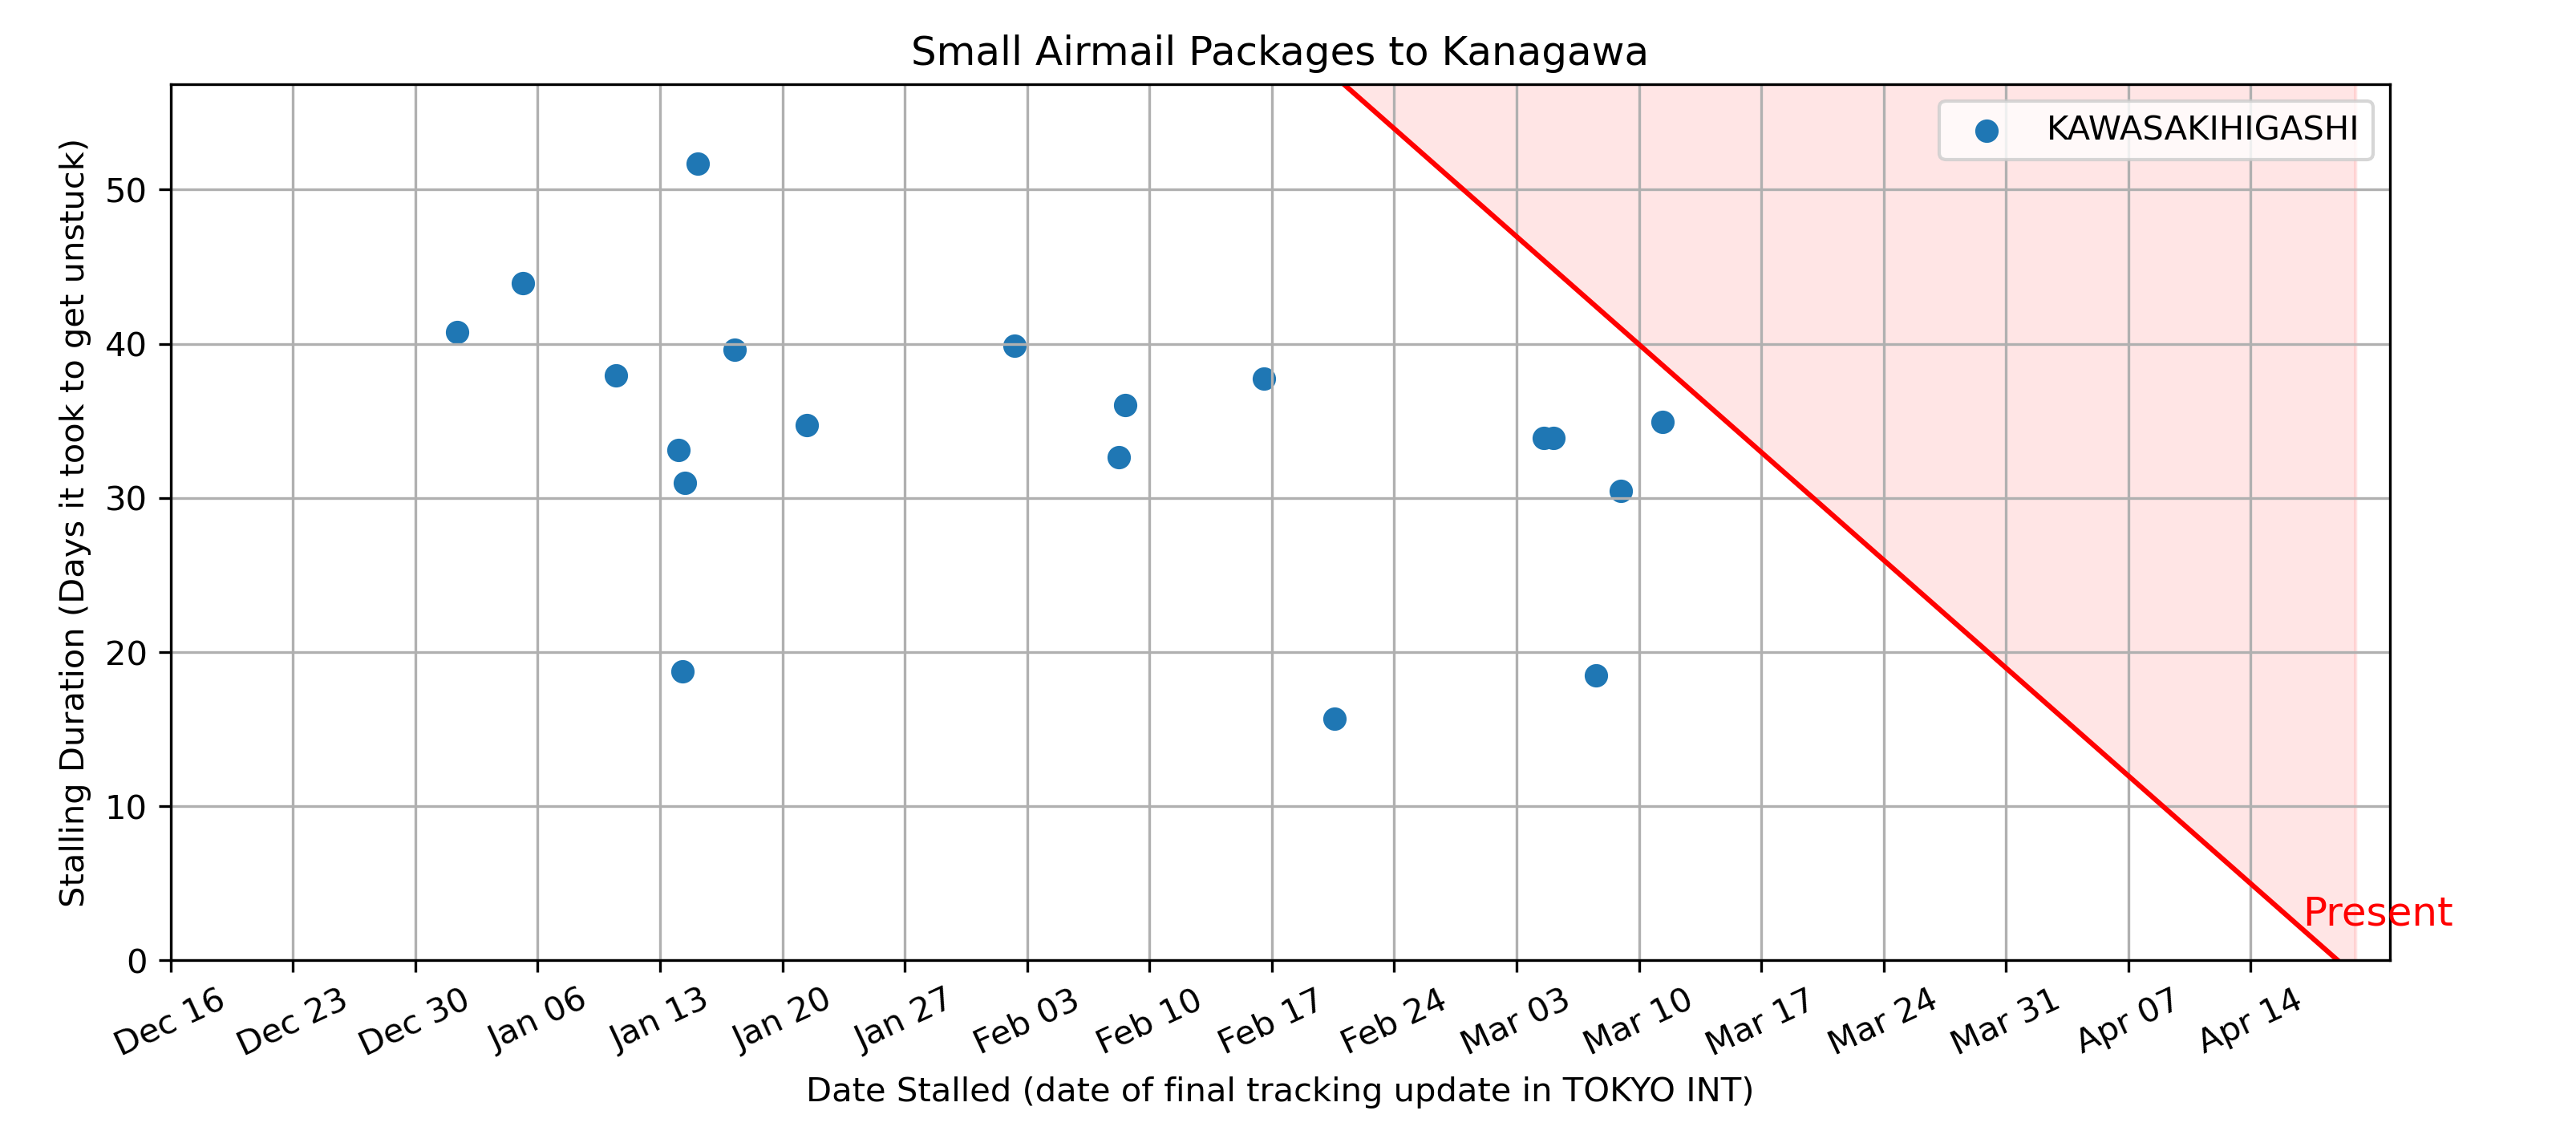 Small Airmail Packages to Kanagawa
KAWASAKIHIGASHI
Stalling Duration (Days it took to get unstuck)
50
40
30
20
10
0
Present
Dec 16 Dec 23 Dec 30 Jan 06 Jan 13 Jan 20 Jan 27 Feb 03 Feb 10 Feb 17 Feb 24 Mar 03 Mar 10 Mar 17 Mar 24 Mar 31 Apr 07 Apr 14
Date Stalled (date of final tracking update in TOKYO INT)